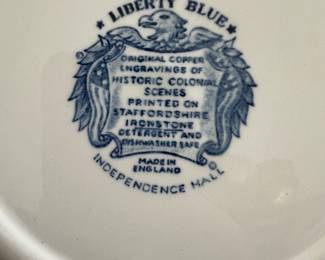 ★ LIBERTY BLUE ★
ORIGINAL COPPER
ENGRAVINGS OF
HISTORIC COLONIAL
SCENES
PRINTED ON
STAFFORDSHIRE
IRONSTONE
DETERGENT AND
DISHWASHER SAFE
MADE IN
ENGLAND
INDEPENDENCE HALL ©